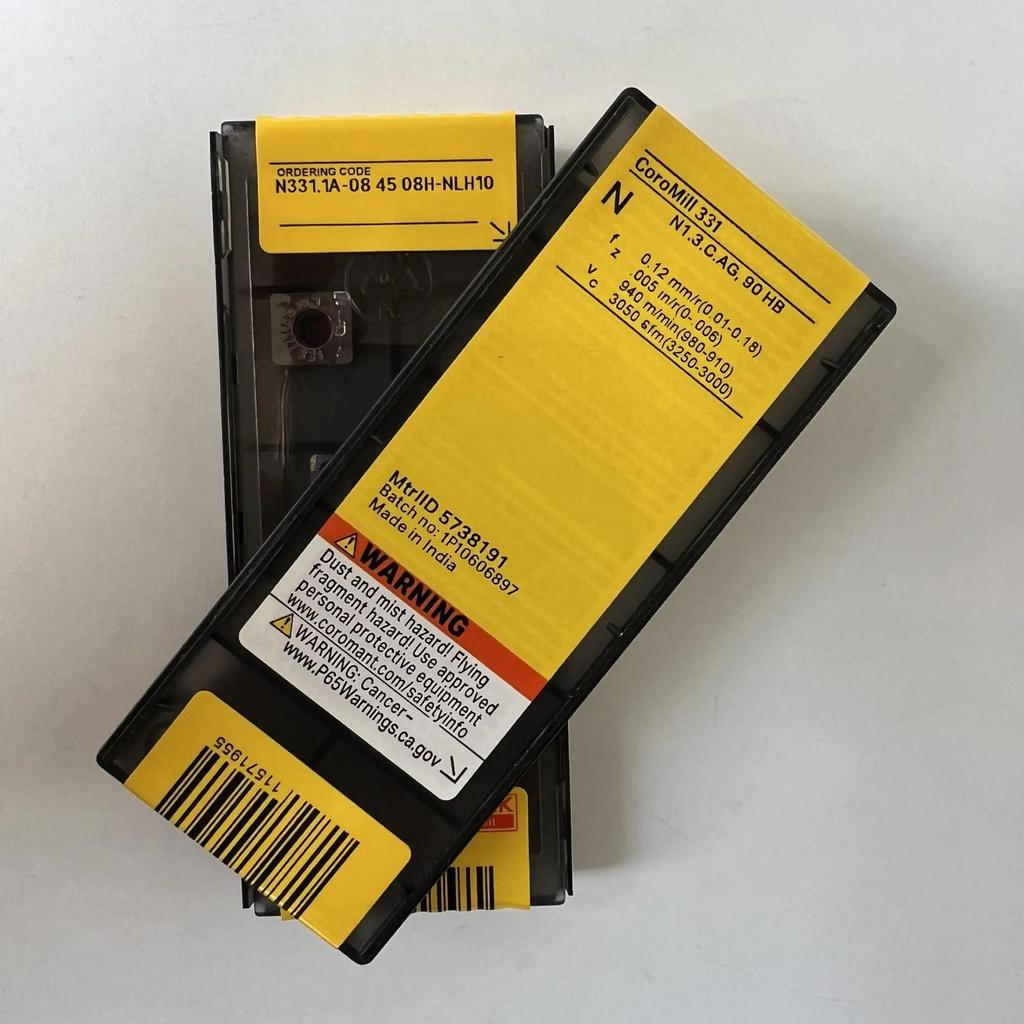 ORDERING CODE
N331.1A-08 45 08H-NLH10
CoroMill 331
N
N1.3.C.AG, 90 HB
f
z
0.12 mm/r(0.01-0.18)
.005 in/r(0-.006)
v
c
940 m/min(980-910)
3050 sfm(3250-3000)
MtrlID 5738191
Batch no: 1P10606897
Made in India
WARNING
Dust and mist hazard! Flying
fragment hazard! Use approved
personal protective equipment
www.coromant.com/safetyinfo
WARNING: Cancer-
www.P65Warnings.ca.gov
11571955